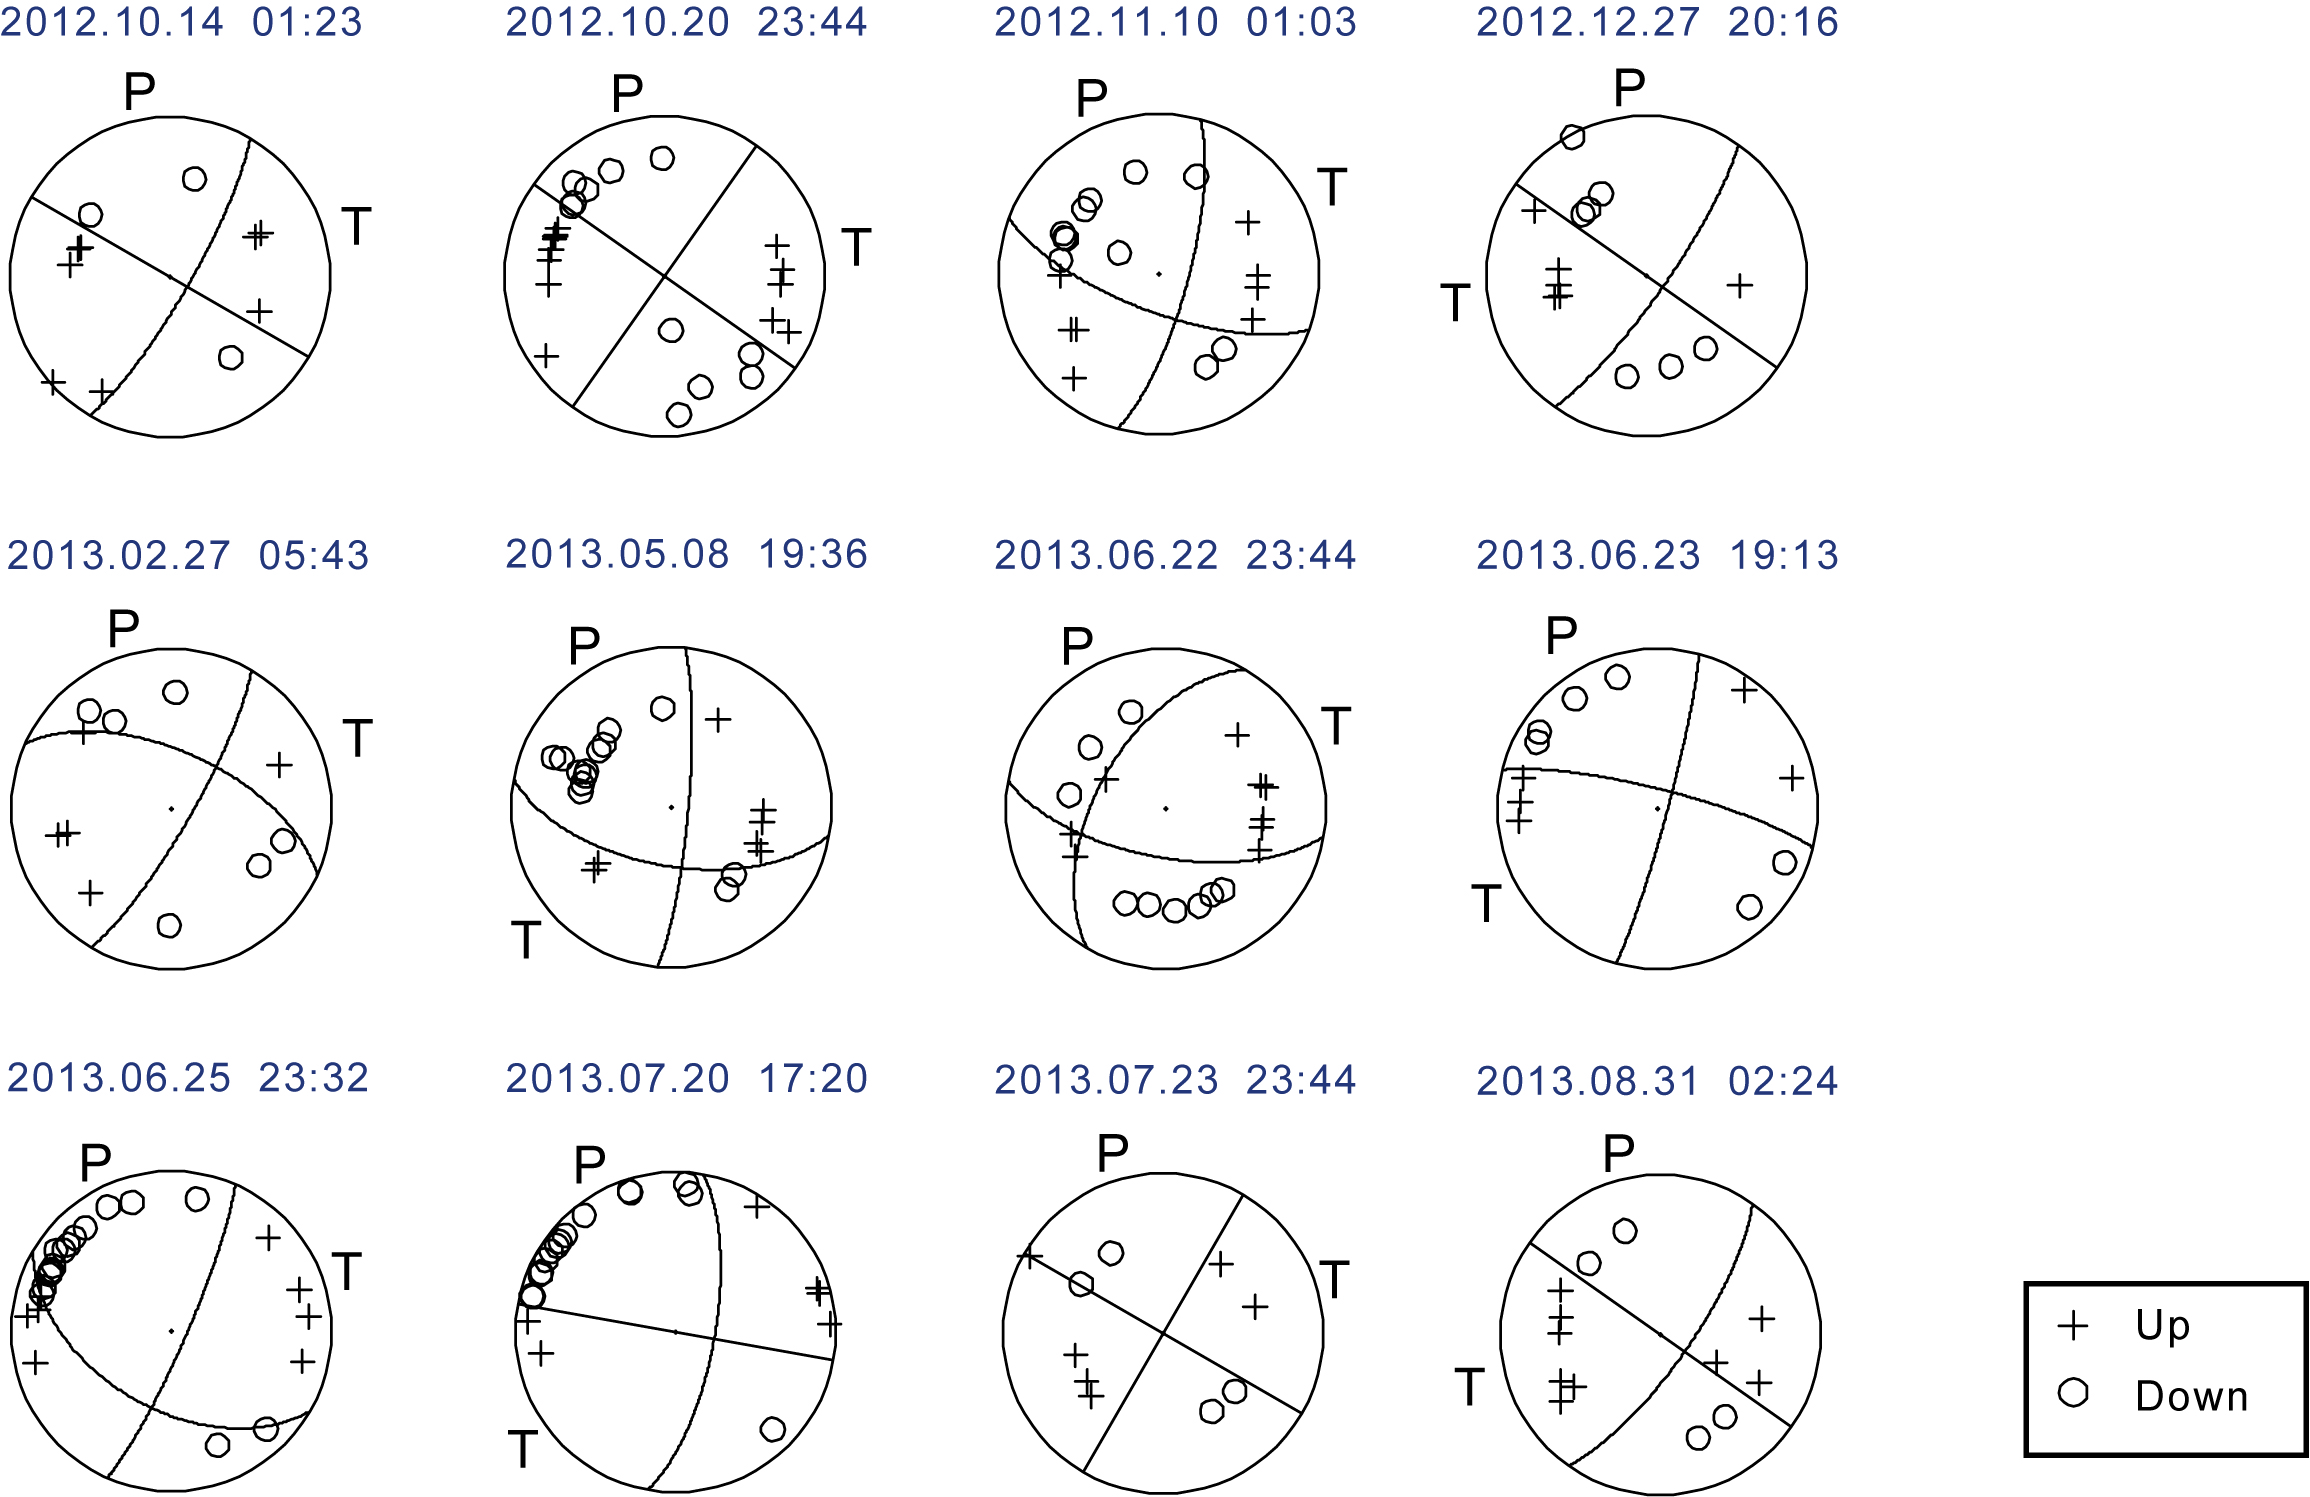 2012.10.14 01:23
2012.10.20 23:44
2012.11.10 01:03
2012.12.27 20:16
P
T
P
T
P
T
P
T
2013.02.27 05:43
2013.05.08 19:36
2013.06.22 23:44
2013.06.23 19:13
P
T
P
T
P
T
P
T
2013.06.25 23:32
2013.07.20 17:20
2013.07.23 23:44
2013.08.31 02:24
P
T
P
T
P
T
P
T
Up
Down